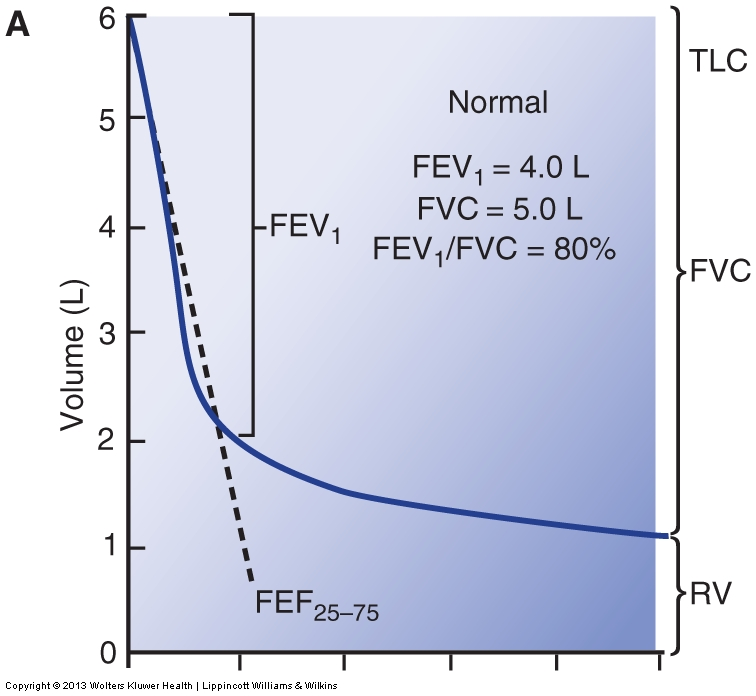 A
6
TLC
Normal
5
FEV₁ = 4.0 L
FVC = 5.0 L
4
FEV₁
FEV₁/FVC = 80%
FVC
Volume (L)
3
2
1
FEF₂₅₋₇₅
RV
0
Copyright © 2013 Wolters Kluwer Health | Lippincott Williams & Wilkins